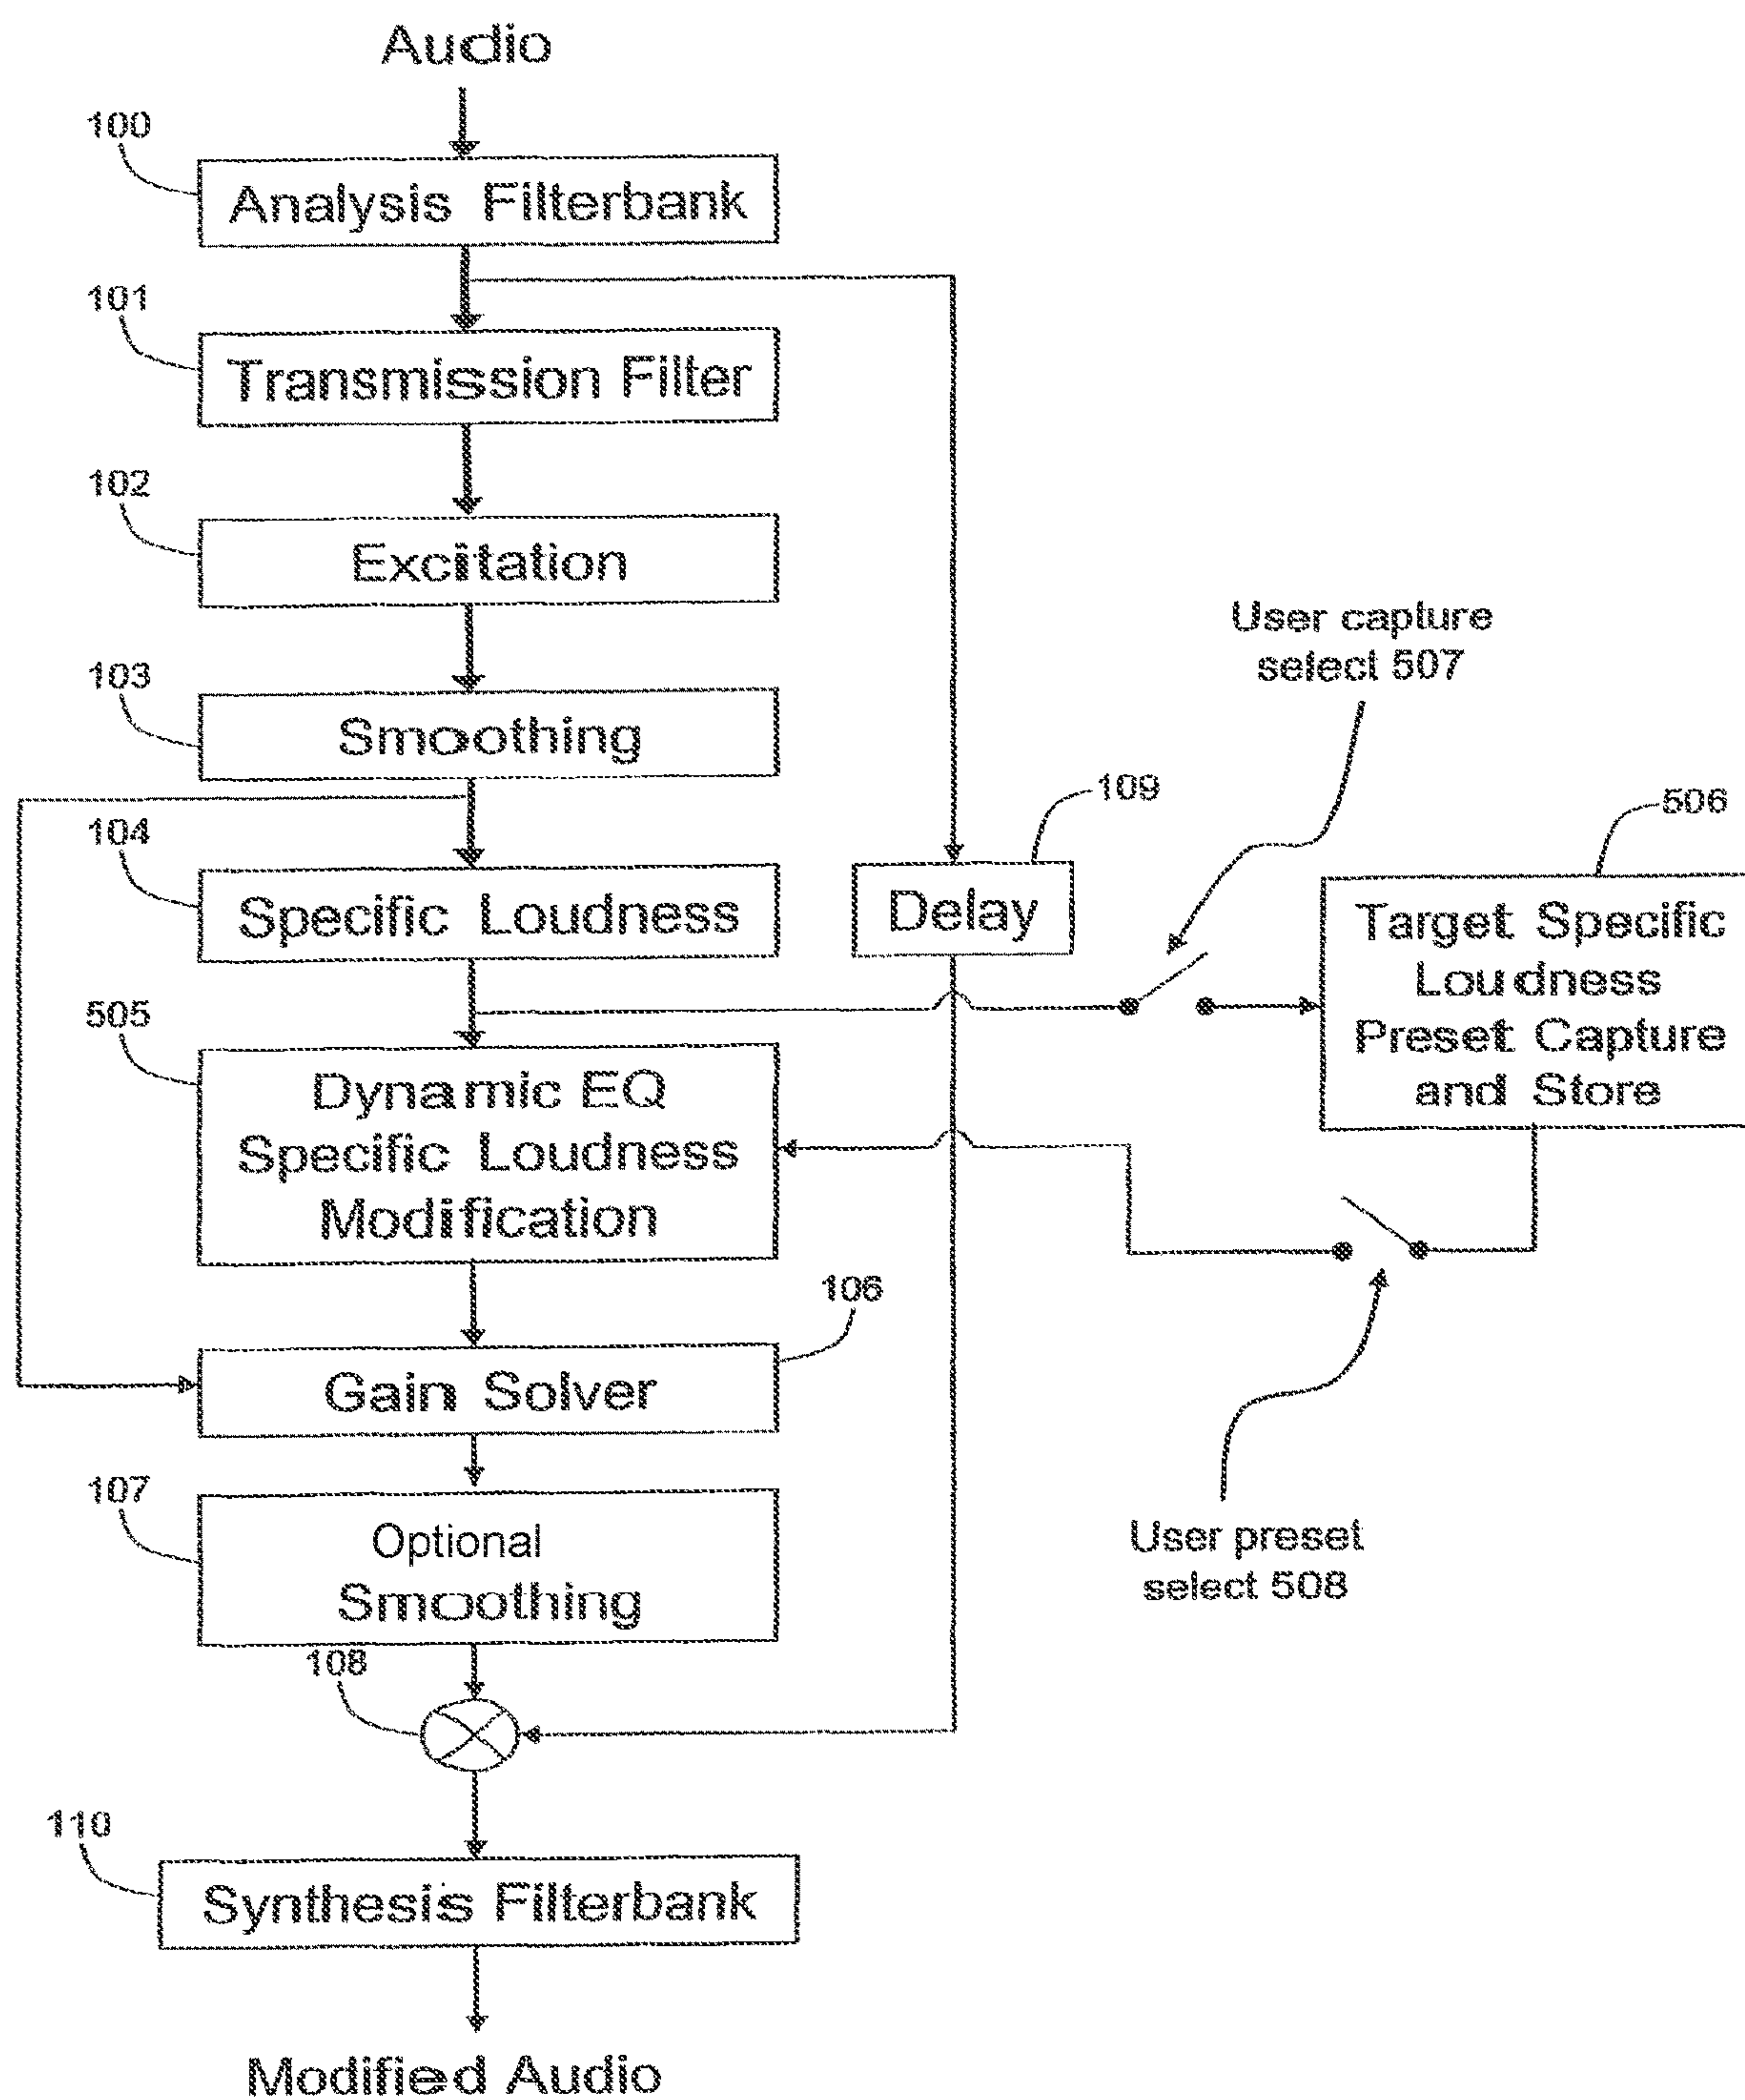 Audio
100
Analysis Filterbank
101
Transmission Filter
102
Excitation
User capture
select 507
103
Smoothing
109
506
104
Specific Loudness
Delay
Target Specific
Loudness
Preset Capture
and Store
505
Dynamic EQ
Specific Loudness
Modification
106
Gain Solver
107
Optional
Smoothing
User preset
select 508
108
110
Synthesis Filterbank
Modified Audio